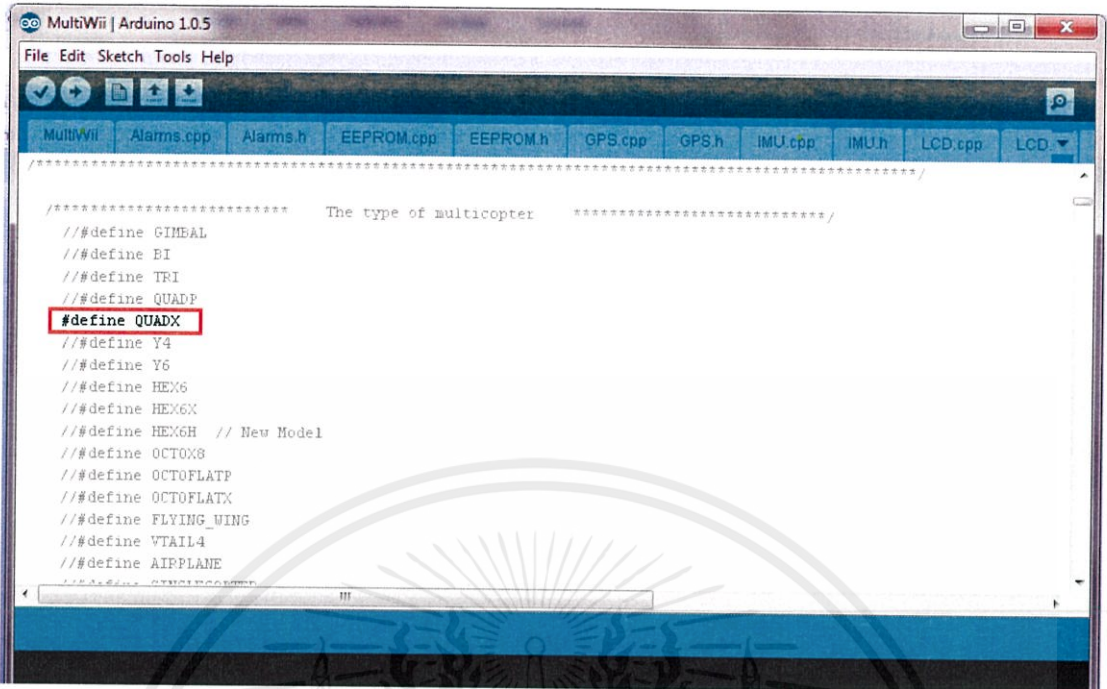 MultiWii | Arduino 1.0.5
File Edit Sketch Tools Help
MultiWii Alarms.cpp Alarms.h EEPROM.cpp EEPROM.h GPS.cpp GPS.h IMU.cpp IMU.h LCD.cpp LCD.
/*************************************************************************************************/
/************************** The type of multicopter ****************************/
//#define GIMBAL
//#define BI
//#define TRI
//#define QUADP
#define QUADX
//#define Y4
//#define Y6
//#define HEX6
//#define HEX6X
//#define HEX6H // New Model
//#define OCTOX8
//#define OCTOFLATP
//#define OCTOFLATX
//#define FLYING_WING
//#define VTAIL4
//#define AIRPLANE
//#define SINGLECOPTER